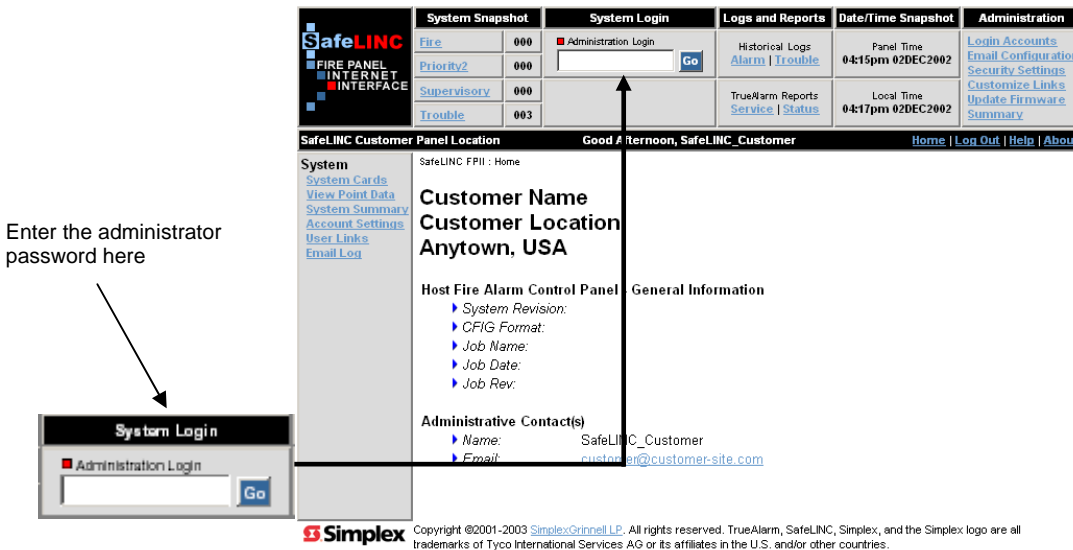 SafeLINC
FIRE PANEL
INTERNET
INTERFACE
System Snapshot
Fire 000
Priority2 000
Supervisory 000
Trouble 003
System Login
Administration Login
Go
Logs and Reports
Historical Logs
Alarm | Trouble
TrueAlarm Reports
Service | Status
Date/Time Snapshot
Panel Time
04:15pm 02DEC2002
Local Time
04:17pm 02DEC2002
Administration
Login Accounts
Email Configuration
Security Settings
Customize Links
Update Firmware
Summary
SafeLINC Customer Panel Location Good Afternoon, SafeLINC_Customer Home | Log Out | Help | Abou
System
System Cards
View Point Data
System Summary
Account Settings
User Links
Email Log
SafeLINC FPII : Home
Customer Name
Customer Location
Anytown, USA
Host Fire Alarm Control Panel : General Information
System Revision:
CFIG Format:
Job Name:
Job Date:
Job Rev:
Administrative Contact(s)
Name: SafeLINC_Customer
Email: customer@customer-site.com
Enter the administrator
password here
System Login
Administration Login
Go
Simplex
Copyright ©2001-2003 SimplexGrinnell LP. All rights reserved. TrueAlarm, SafeLINC, Simplex, and the Simplex logo are all
trademarks of Tyco International Services AG or its affiliates in the U.S. and/or other countries.